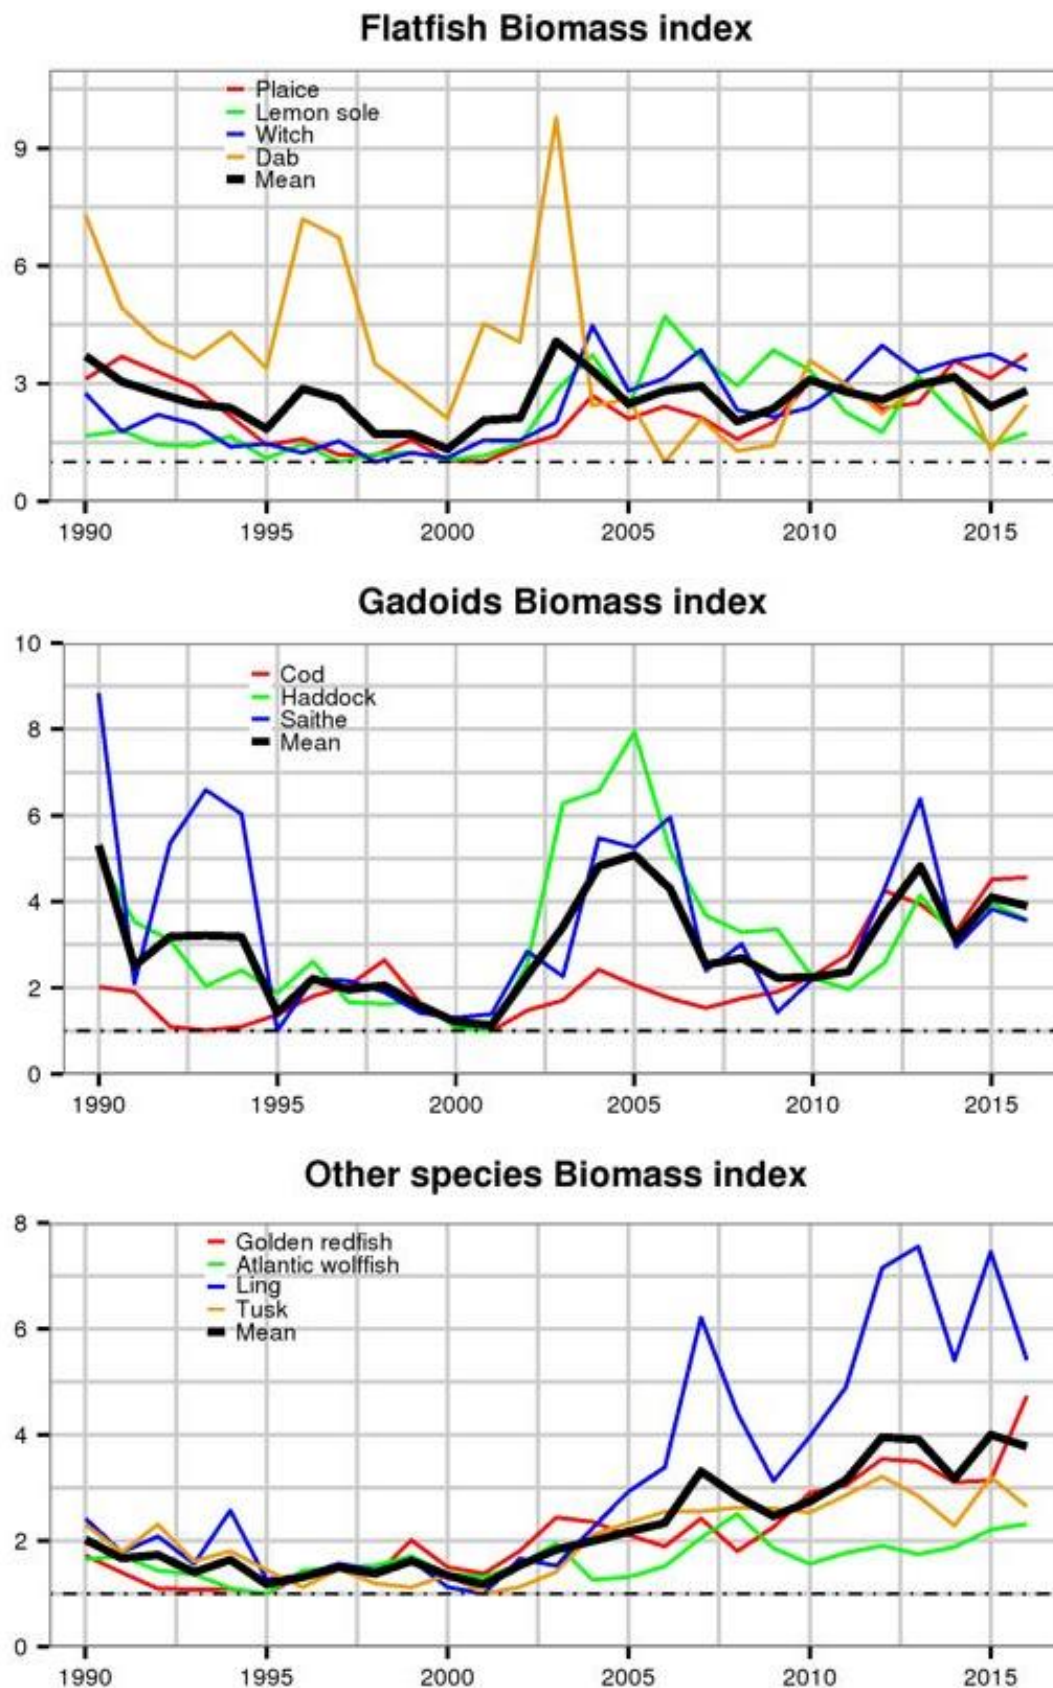 Flatfish Biomass index
Plaice
Lemon sole
Witch
Dab
Mean
9
6
3
0
1990 1995 2000 2005 2010 2015
Gadoids Biomass index
10
Cod
Haddock
Saithe
Mean
8
6
4
2
0
1990 1995 2000 2005 2010 2015
Other species Biomass index
8
Golden redfish
Atlantic wolffish
Ling
Tusk
Mean
6
4
2
0
1990 1995 2000 2005 2010 2015